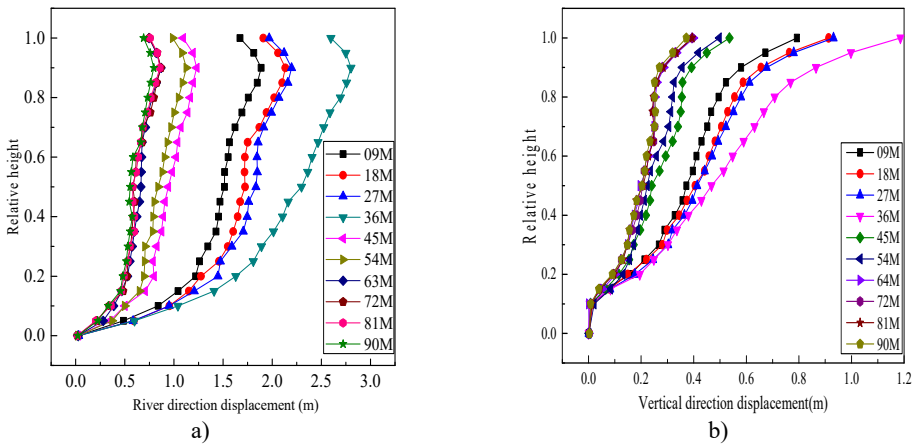 1.0
0.8
0.6
0.4
0.2
0.0
Relative height
09M
18M
27M
36M
45M
54M
63M
72M
81M
90M
0.0 0.5 1.0 1.5 2.0 2.5 3.0
River direction displacement (m)
a)
1.0
0.8
0.6
0.4
0.2
0.0
Relative height
09M
18M
27M
36M
45M
54M
64M
72M
81M
90M
0.0 0.2 0.4 0.6 0.8 1.0 1.2
Vertical direction displacement(m)
b)